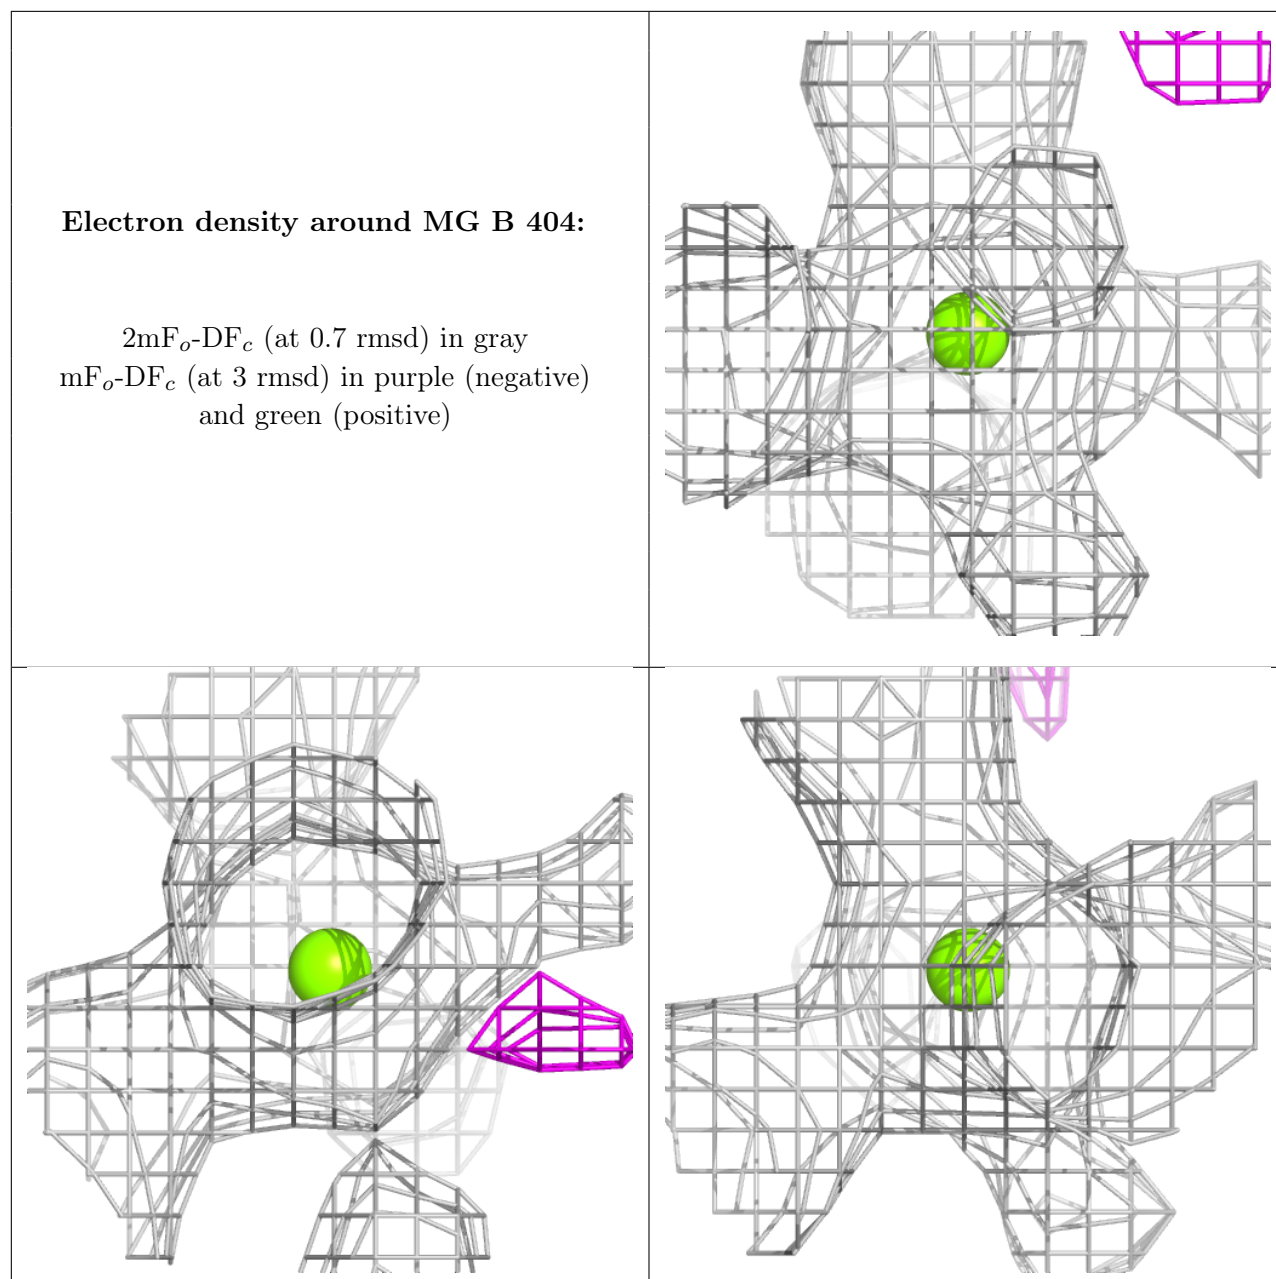 Electron density around MG B 404:
2mFo-DFc (at 0.7 rmsd) in gray
mFo-DFc (at 3 rmsd) in purple (negative)
and green (positive)